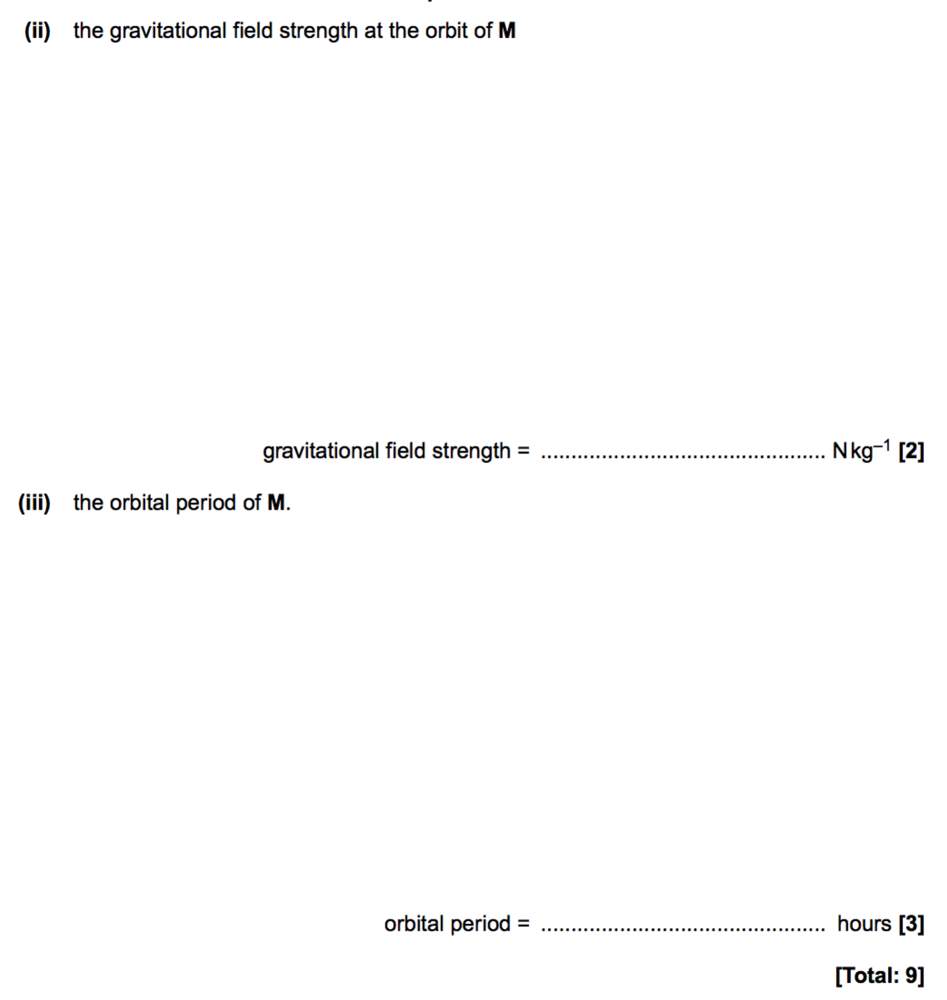 (ii) the gravitational field strength at the orbit of M
gravitational field strength = ............................................... N kg⁻¹ [2]
(iii) the orbital period of M.
orbital period = ............................................... hours [3]
[Total: 9]